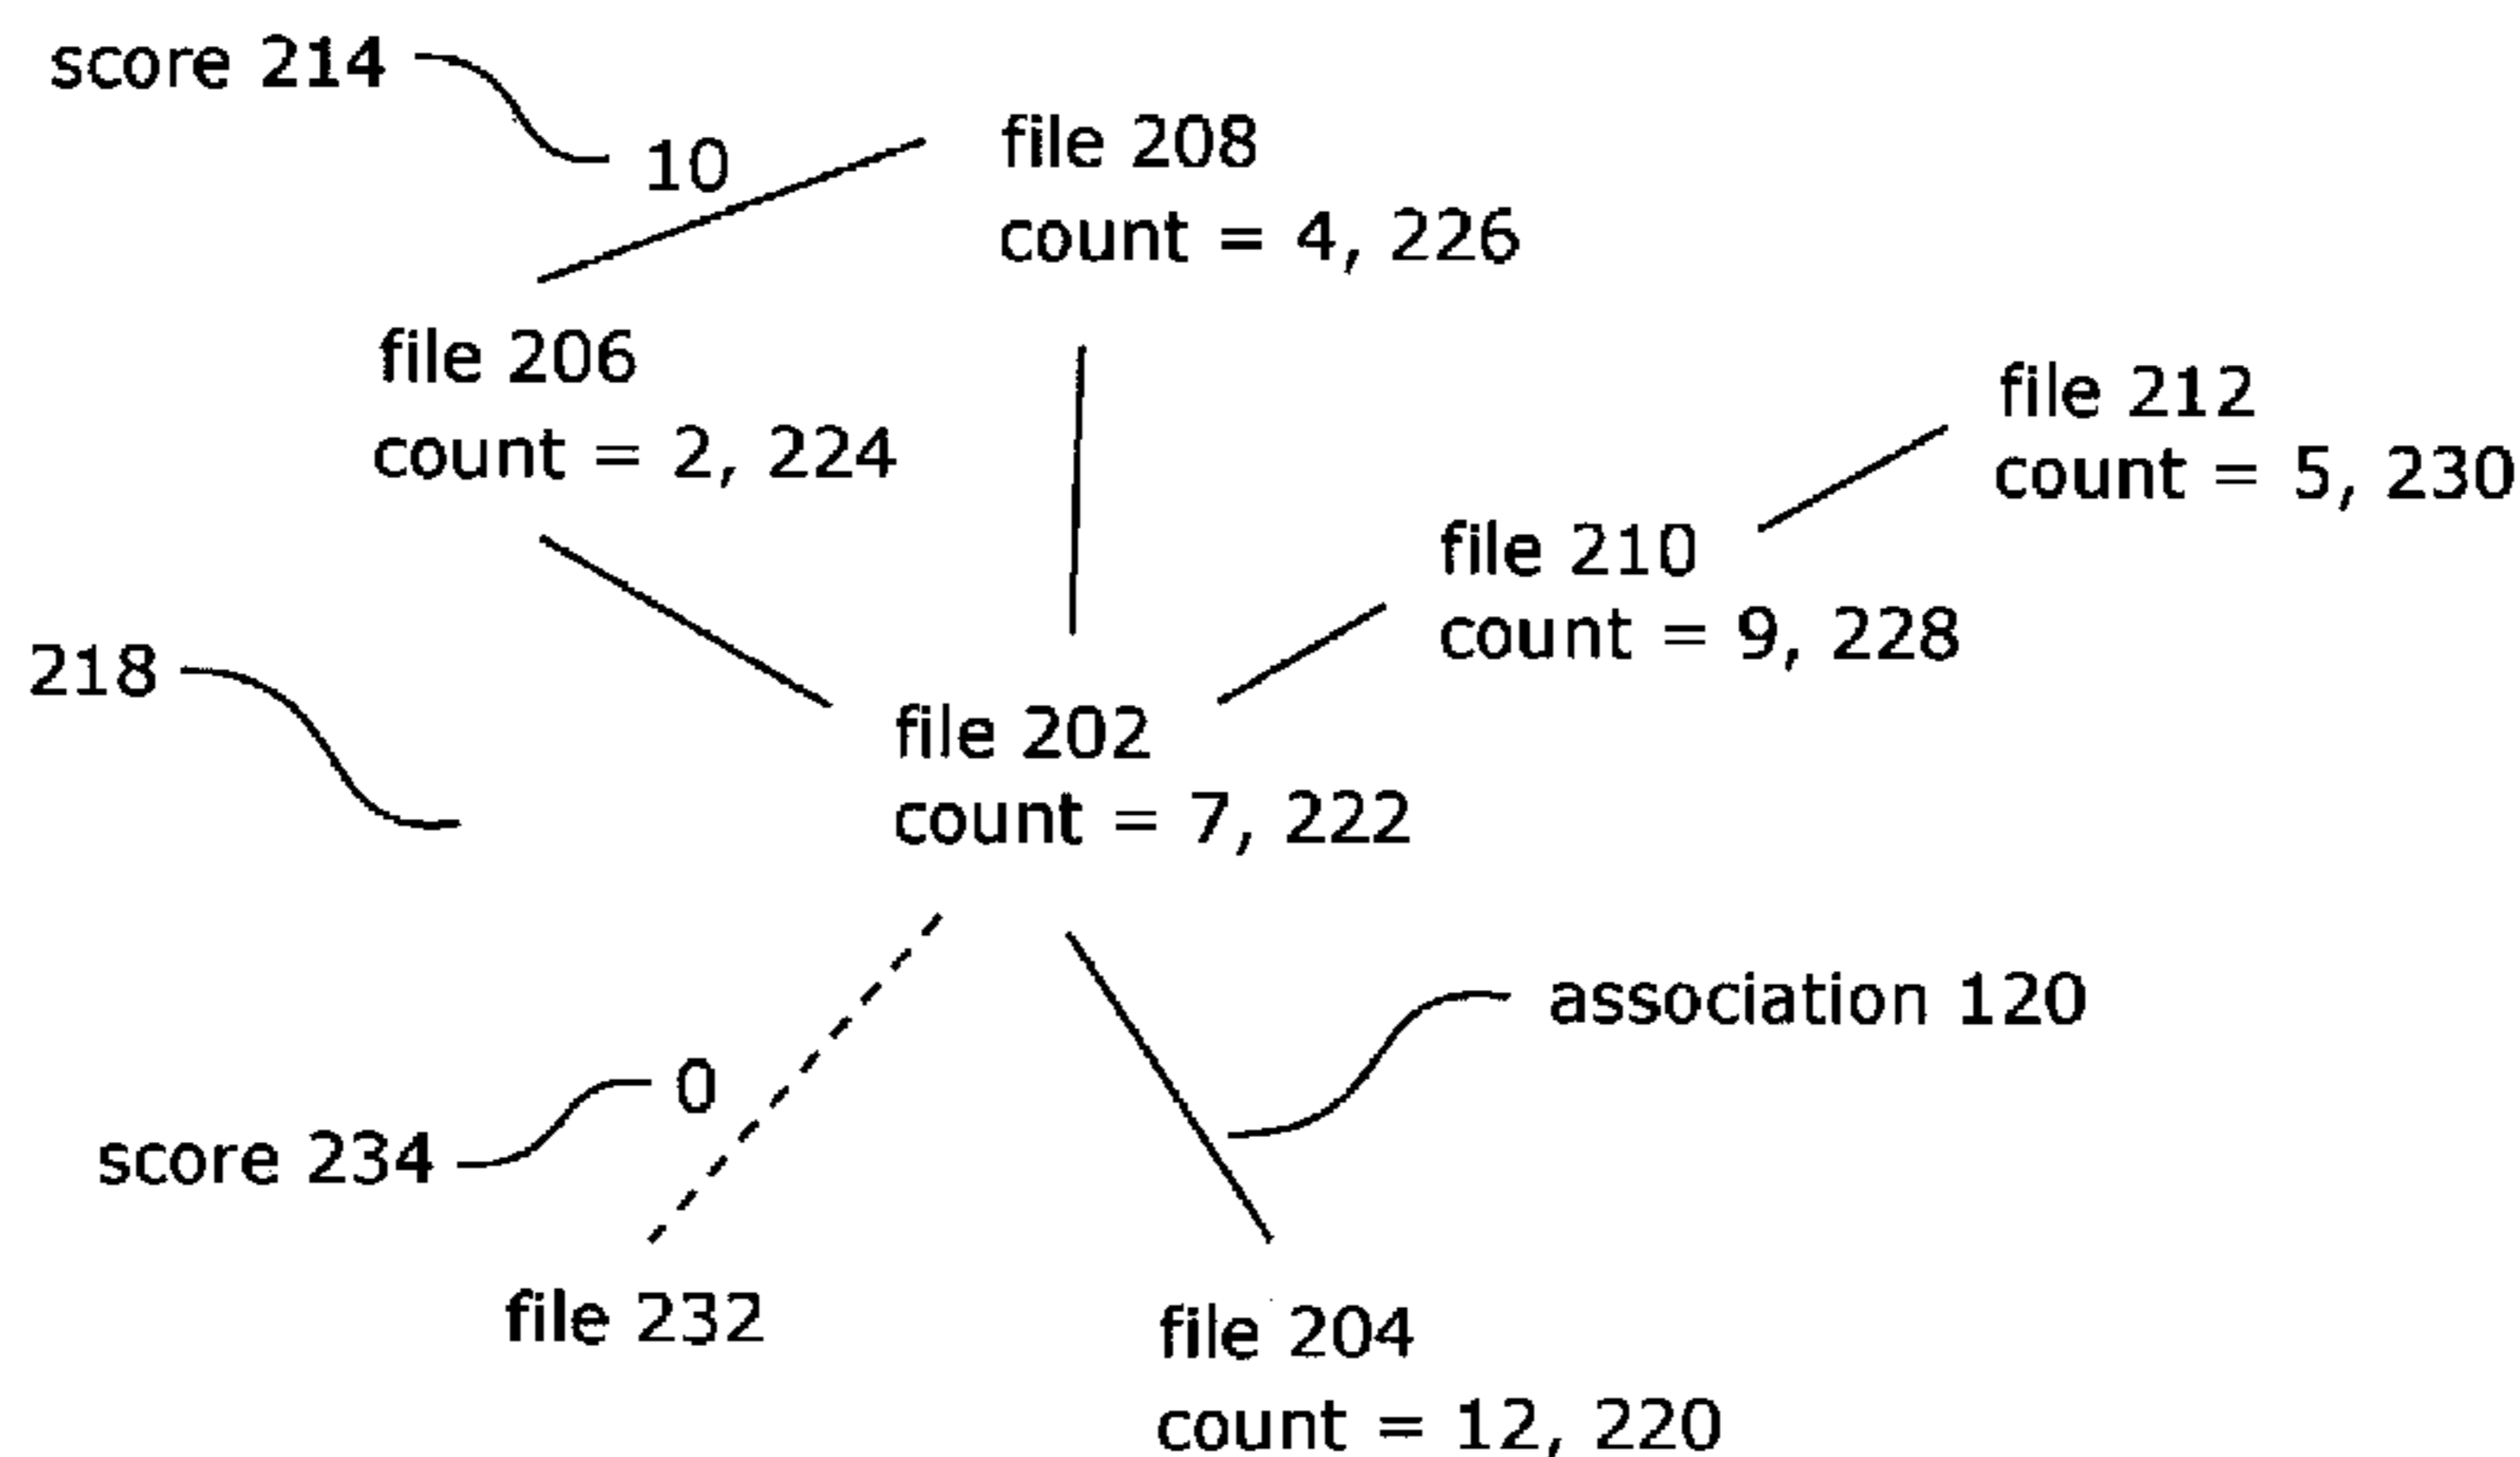 score 214
10
file 208
count = 4, 226
file 206
count = 2, 224
file 212
count = 5, 230
file 210
count = 9, 228
218
file 202
count = 7, 222
association 120
0
score 234
file 232
file 204
count = 12, 220